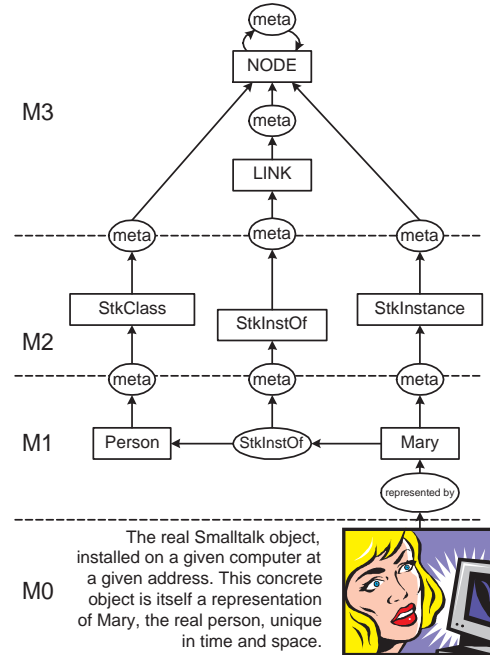 meta
NODE
M3
meta
LINK
meta meta meta
StkClass StkInstOf StkInstance
M2
meta meta meta
M1 Person StkInstOf Mary
represented by
The real Smalltalk object,
installed on a given computer at
a given address. This concrete
M0 object is itself a representation
of Mary, the real person, unique
in time and space.